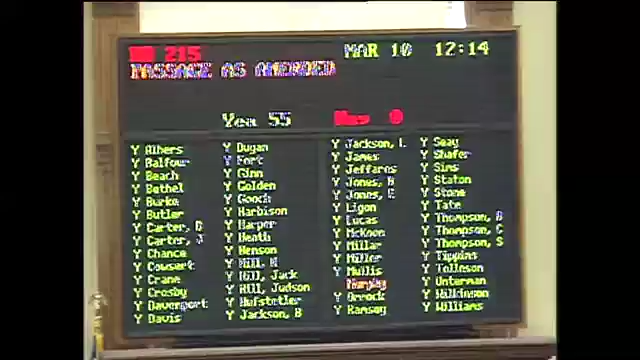 HB 215
MAR 10 12:14
PASSAGE AS AMENDED
Yea 55
Nay 0
Y Albers
Y Balfour
Y Beach
Y Bethel
Y Burke
Y Butler
Y Carter, B
Y Carter, J
Y Chance
Y Cowsert
Y Crane
Y Crosby
Y Davenport
Y Davis
Y Dugan
Y Fort
Y Ginn
Y Golden
Y Gooch
Y Harbison
Y Harper
Y Heath
Y Henson
Y Hill, H
Y Hill, Jack
Y Hill, Judson
Y Hufstetler
Y Jackson, B
Y Jackson, L
Y James
Y Jeffares
Y Jones, B
Y Jones, E
Y Ligon
Y Lucas
Y McKoon
Y Millar
Y Miller
Y Mullis
Murphy
Y Orrock
Y Ramsey
Y Seay
Y Shafer
Y Sims
Y Staton
Y Stone
Y Tate
Y Thompson, B
Y Thompson, C
Y Thompson, S
Y Tippins
Y Tolleson
Y Unterman
Y Wilkinson
Y Williams